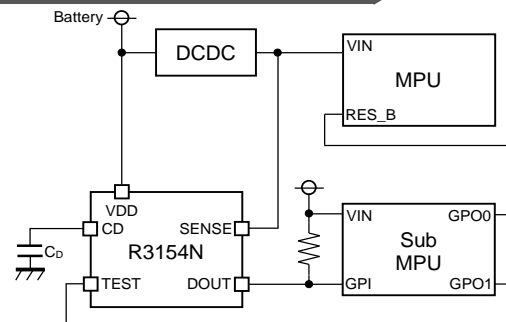 Battery
DCDC
VIN
MPU
RES_B
VDD
CD
SENSE
R3154N
CD
TEST
DOUT
VIN
GPO0
Sub
MPU
GPI
GPO1